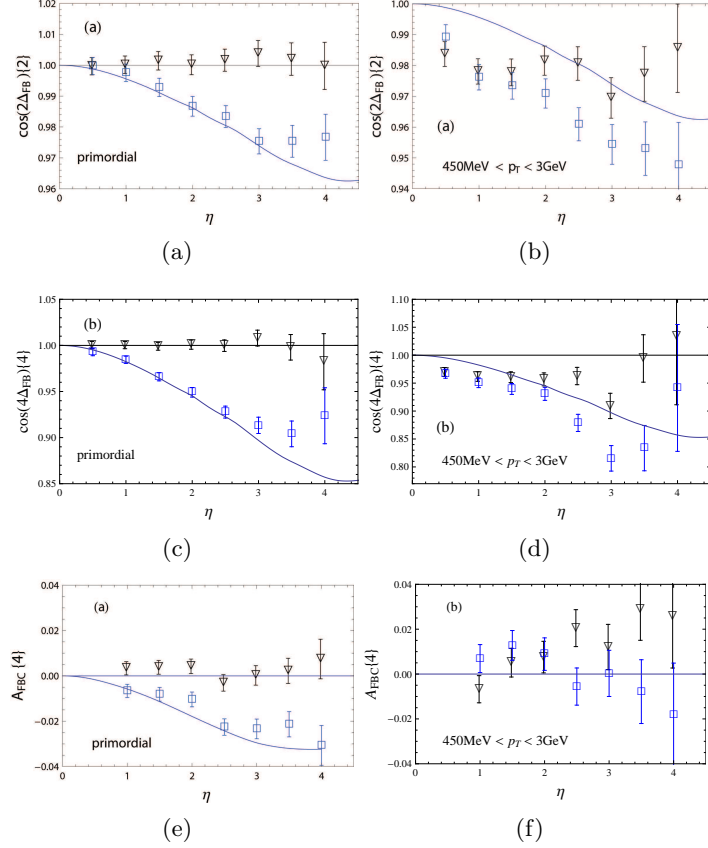 cos(2Δ_FB){2}
1.02
1.01
1.00
0.99
0.98
0.97
0.96
(a)
primordial
0 1 2 3 4
η
(a)
cos(2Δ_FB){2}
1.00
0.99
0.98
0.97
0.96
0.95
0.94
(a)
450MeV < p_T < 3GeV
0 1 2 3 4
η
(b)
cos(4Δ_FB){4}
1.05
1.00
0.95
0.90
0.85
(b)
primordial
0 1 2 3 4
η
(c)
cos(4Δ_FB){4}
1.10
1.05
1.00
0.95
0.90
0.85
0.80
(b)
450MeV < p_T < 3GeV
0 1 2 3 4
η
(d)
A_FBC{4}
0.04
0.02
0.00
−0.02
−0.04
(a)
primordial
0 1 2 3 4
η
(e)
A_FBC{4}
0.04
0.02
0.00
−0.02
−0.04
(b)
450MeV < p_T < 3GeV
0 1 2 3 4
η
(f)